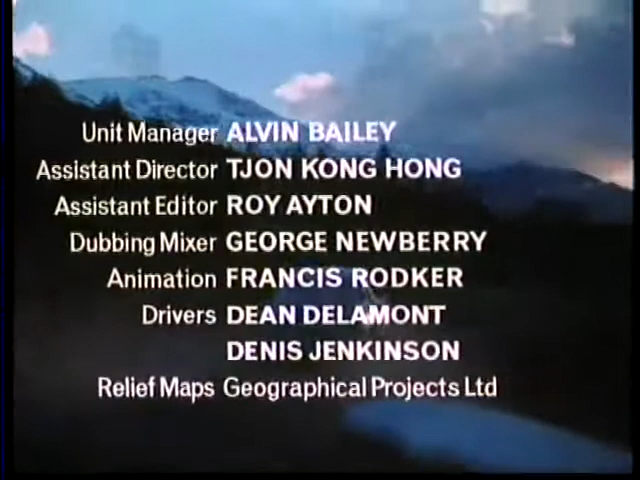 Unit Manager ALVIN BAILEY
Assistant Director TJON KONG HONG
Assistant Editor ROY AYTON
Dubbing Mixer GEORGE NEWBERRY
Animation FRANCIS RODKER
Drivers DEAN DELAMONT
DENIS JENKINSON
Relief Maps Geographical Projects Ltd